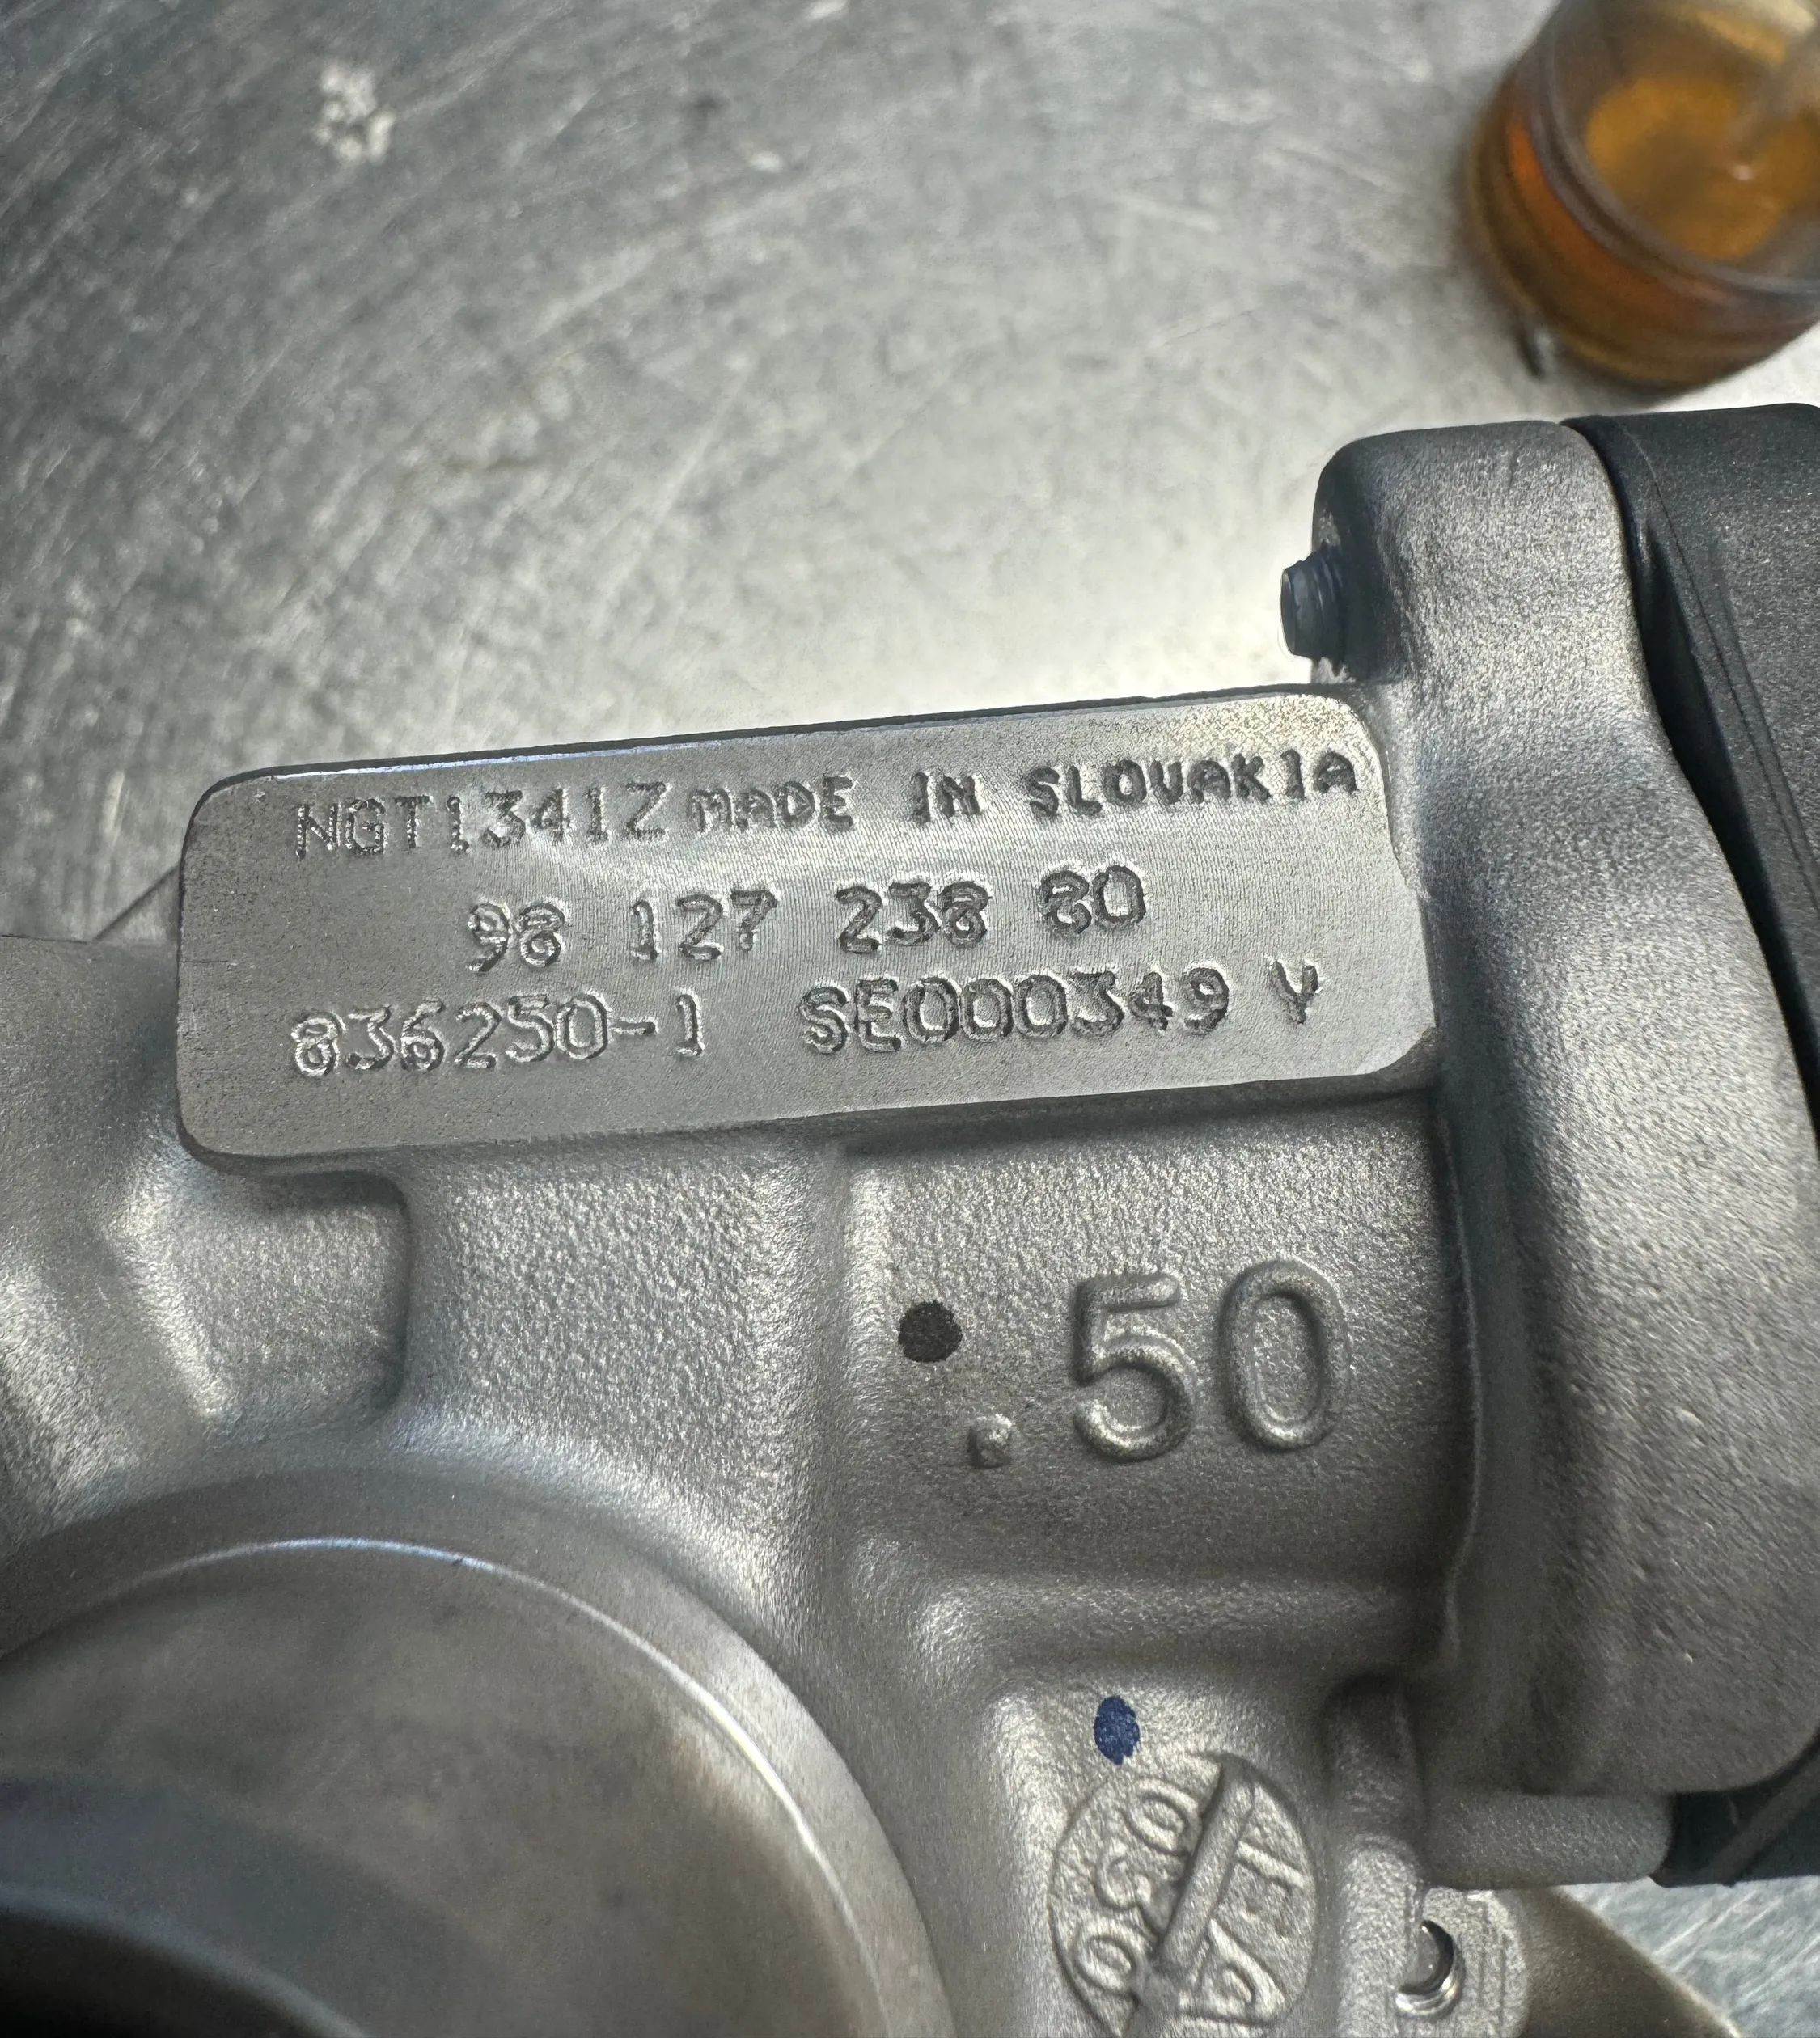 NGT1341Z MADE IN SLOVAKIA
98 127 238 80
836250-1 SE000349 Y
.50